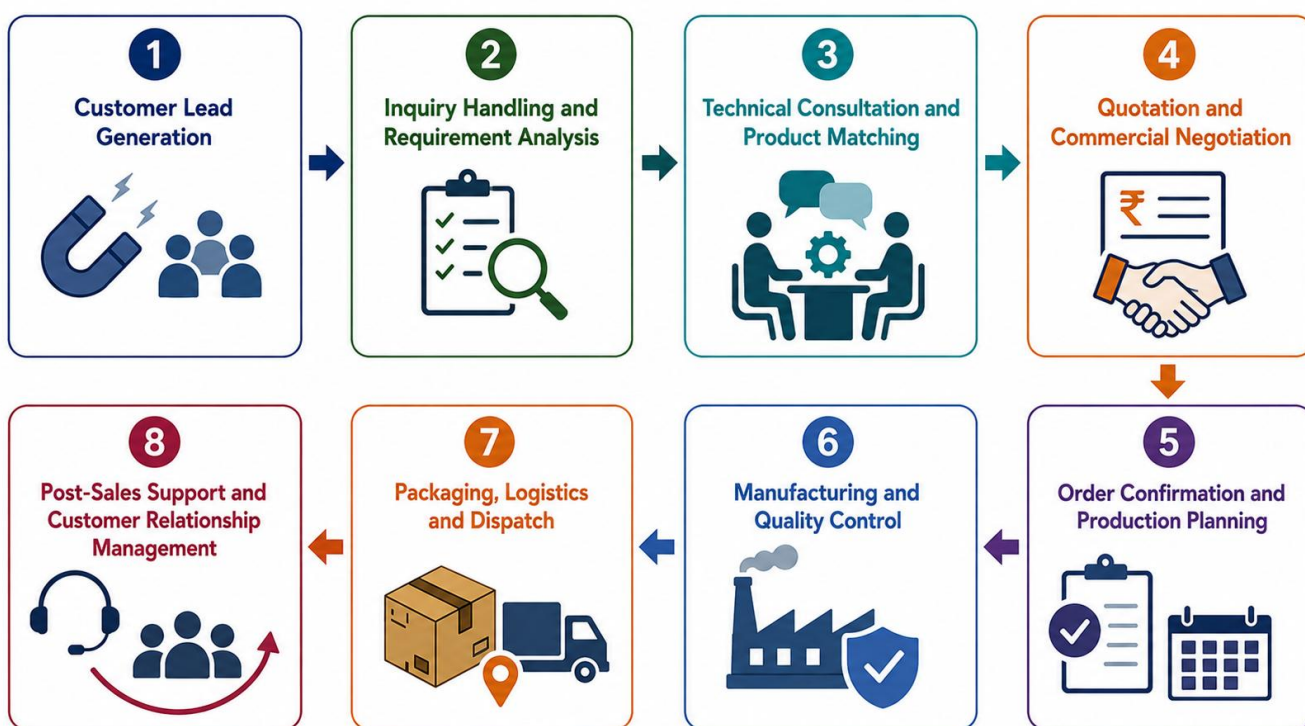 1
Customer Lead
Generation
2
Inquiry Handling and
Requirement Analysis
3
Technical Consultation and
Product Matching
4
Quotation and
Commercial Negotiation
₹
5
Order Confirmation and
Production Planning
6
Manufacturing and
Quality Control
7
Packaging, Logistics
and Dispatch
8
Post-Sales Support and
Customer Relationship
Management